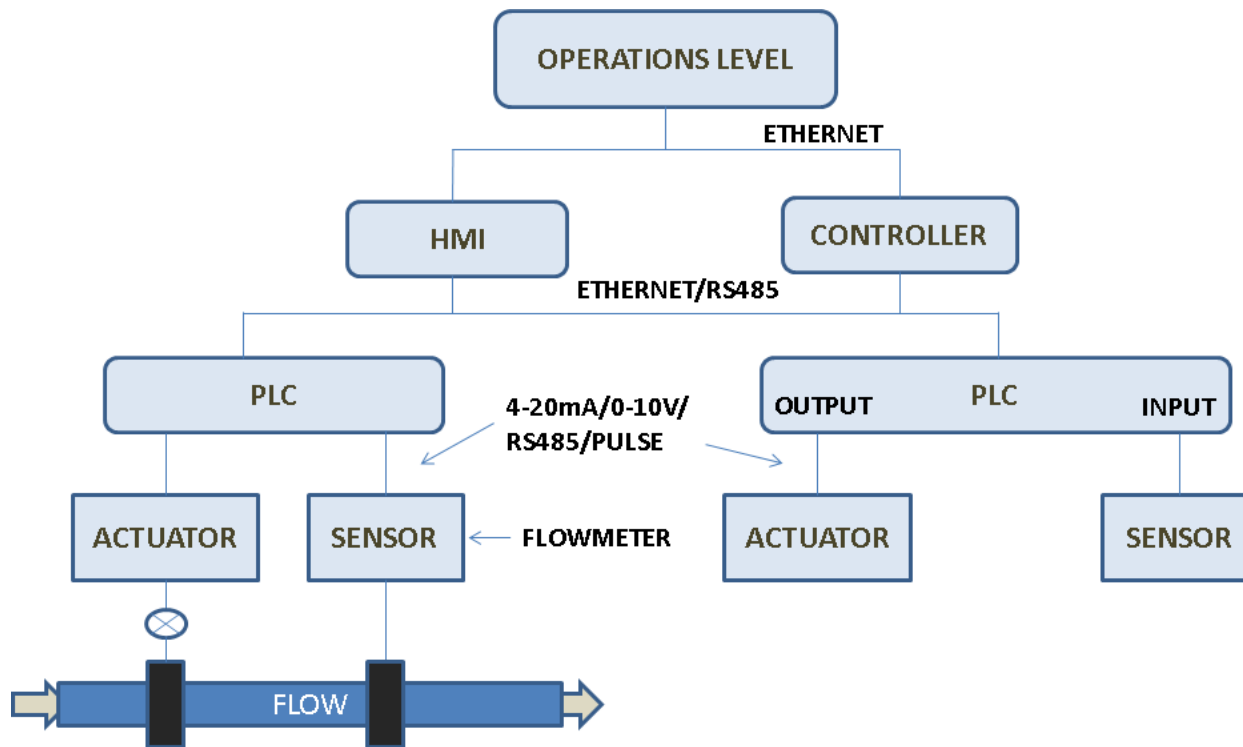 OPERATIONS LEVEL
ETHERNET
HMI
CONTROLLER
ETHERNET/RS485
PLC
4-20mA/0-10V/
RS485/PULSE
OUTPUT
PLC
INPUT
ACTUATOR
SENSOR
FLOWMETER
ACTUATOR
SENSOR
FLOW